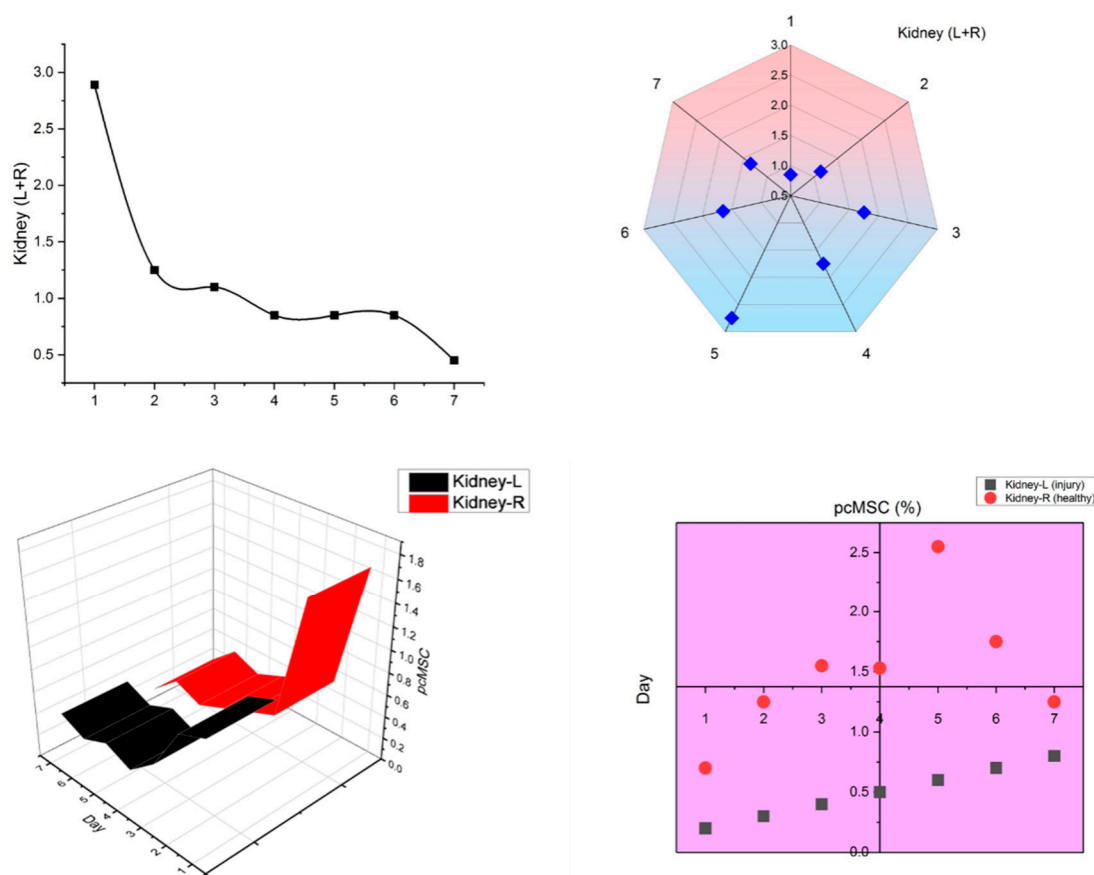 Kidney (L+R)
3.0
2.5
2.0
1.5
1.0
0.5
1 2 3 4 5 6 7
Kidney (L+R)
1
2
3
4
5
6
7
3.0
2.5
2.0
1.5
1.0
0.5
Kidney-L
Kidney-R
1.8
1.6
1.4
1.2
1.0
0.8
0.6
0.4
0.2
0.0
pcMSC
7 6 5 4 3 2 1
Day
Kidney-L (injury)
Kidney-R (healthy)
pcMSC (%)
Day
2.5
2.0
1.5
1 2 3 4 5 6 7
1.0
0.5
0.0